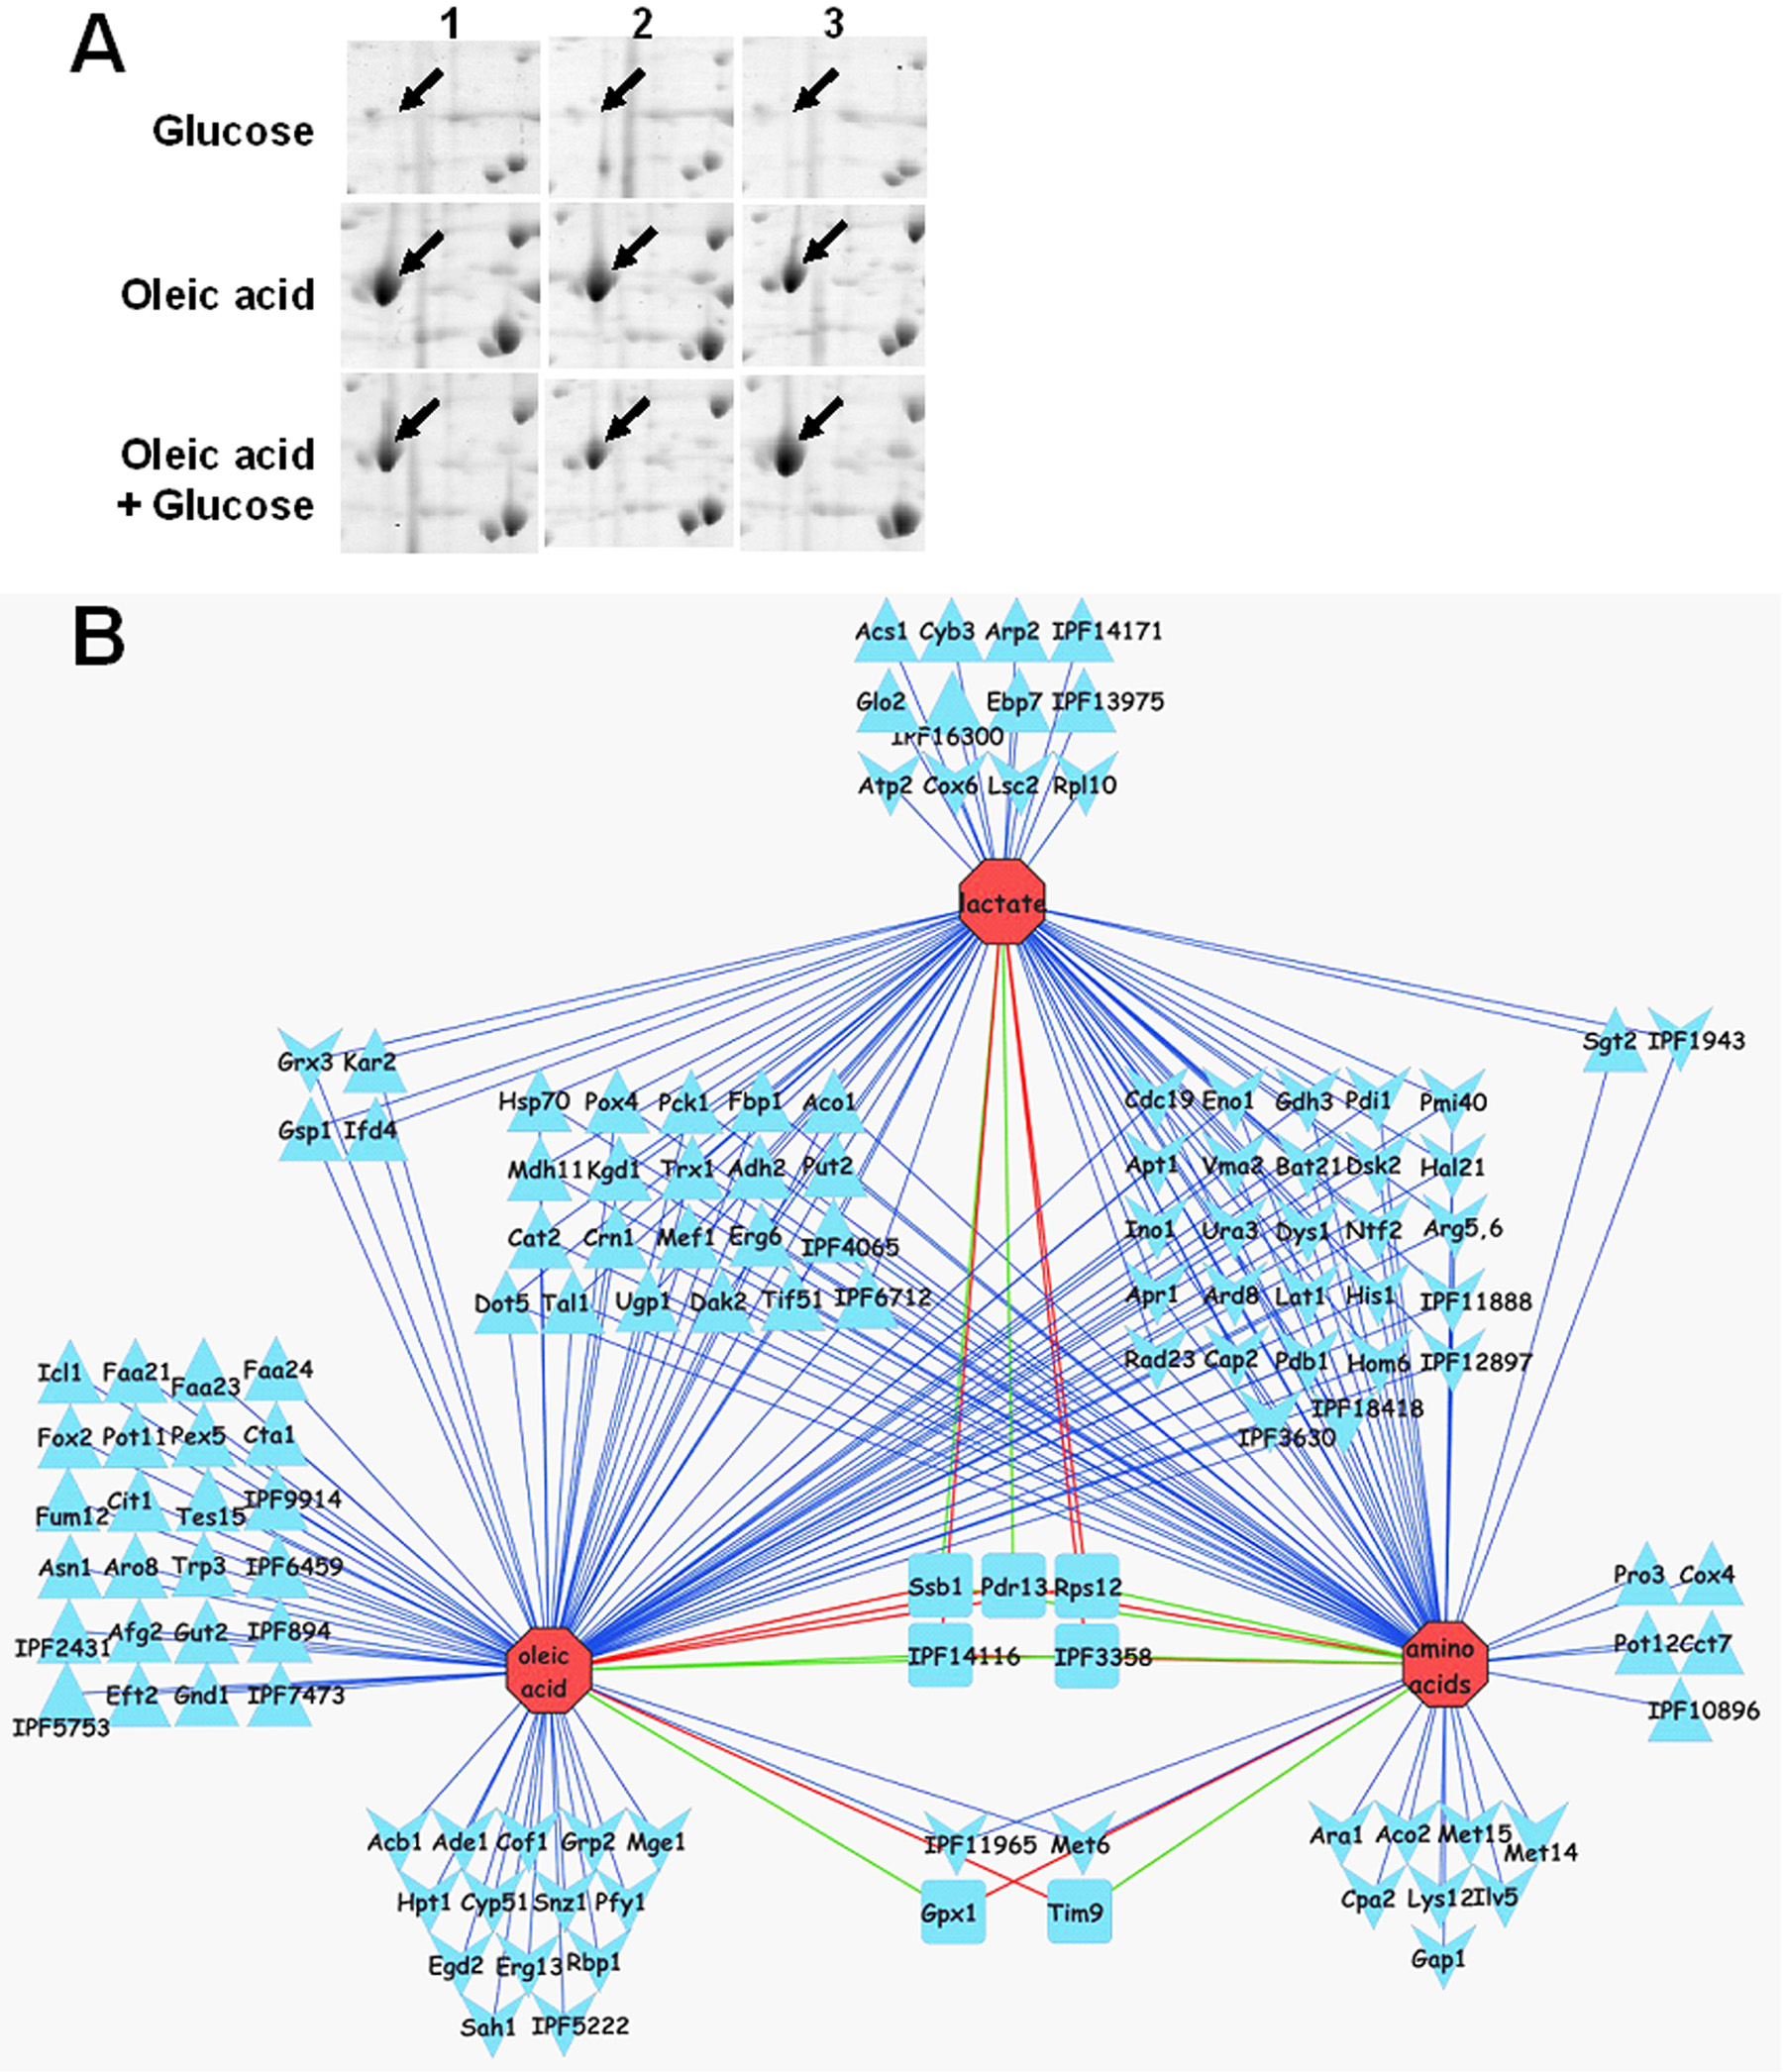 A
1 2 3
Glucose
Oleic acid
Oleic acid
+ Glucose
B
Acs1 Cyb3 Arp2 IPF14171
Glo2 Ebp7 IPF13975
IPF16300
Atp2 Cox6 Lsc2 Rpl10
lactate
Grx3 Kar2
Gsp1 Ifd4
Sgt2 IPF1943
Hsp70 Pox4 Pck1 Fbp1 Aco1
Mdh11 Kgd1 Trx1 Adh2 Put2
Cat2 Crn1 Mef1 Erg6 IPF4065
Dot5 Tal1 Ugp1 Dak2 Tif51 IPF6712
Cdc19 Eno1 Gdh3 Pdi1 Pmi40
Apt1 Vma2 Bat21 Dsk2 Hal21
Ino1 Ura3 Dys1 Ntf2 Arg5,6
Apr1 Ard8 Lat1 His1 IPF11888
Rad23 Cap2 Pdb1 Hom6 IPF12897
IPF18418
IPF3630
Icl1 Faa21 Faa23 Faa24
Fox2 Pot11 Pex5 Cta1
Fum12 Cit1 Tes15 IPF9914
Asn1 Aro8 Trp3 IPF6459
IPF2431 Afg2 Gut2 IPF894
IPF5753 Eft2 Gnd1 IPF7473
oleic
acid
Ssb1 Pdr13 Rps12
IPF14116 IPF3358
amino
acids
Pro3 Cox4
Pot12 Cct7
IPF10896
Acb1 Ade1 Cof1 Grp2 Mge1
Hpt1 Cyp51 Snz1 Pfy1
Egd2 Erg13 Rbp1
Sah1 IPF5222
IPF11965 Met6
Gpx1 Tim9
Ara1 Aco2 Met15 Met14
Cpa2 Lys12 Ilv5
Gap1